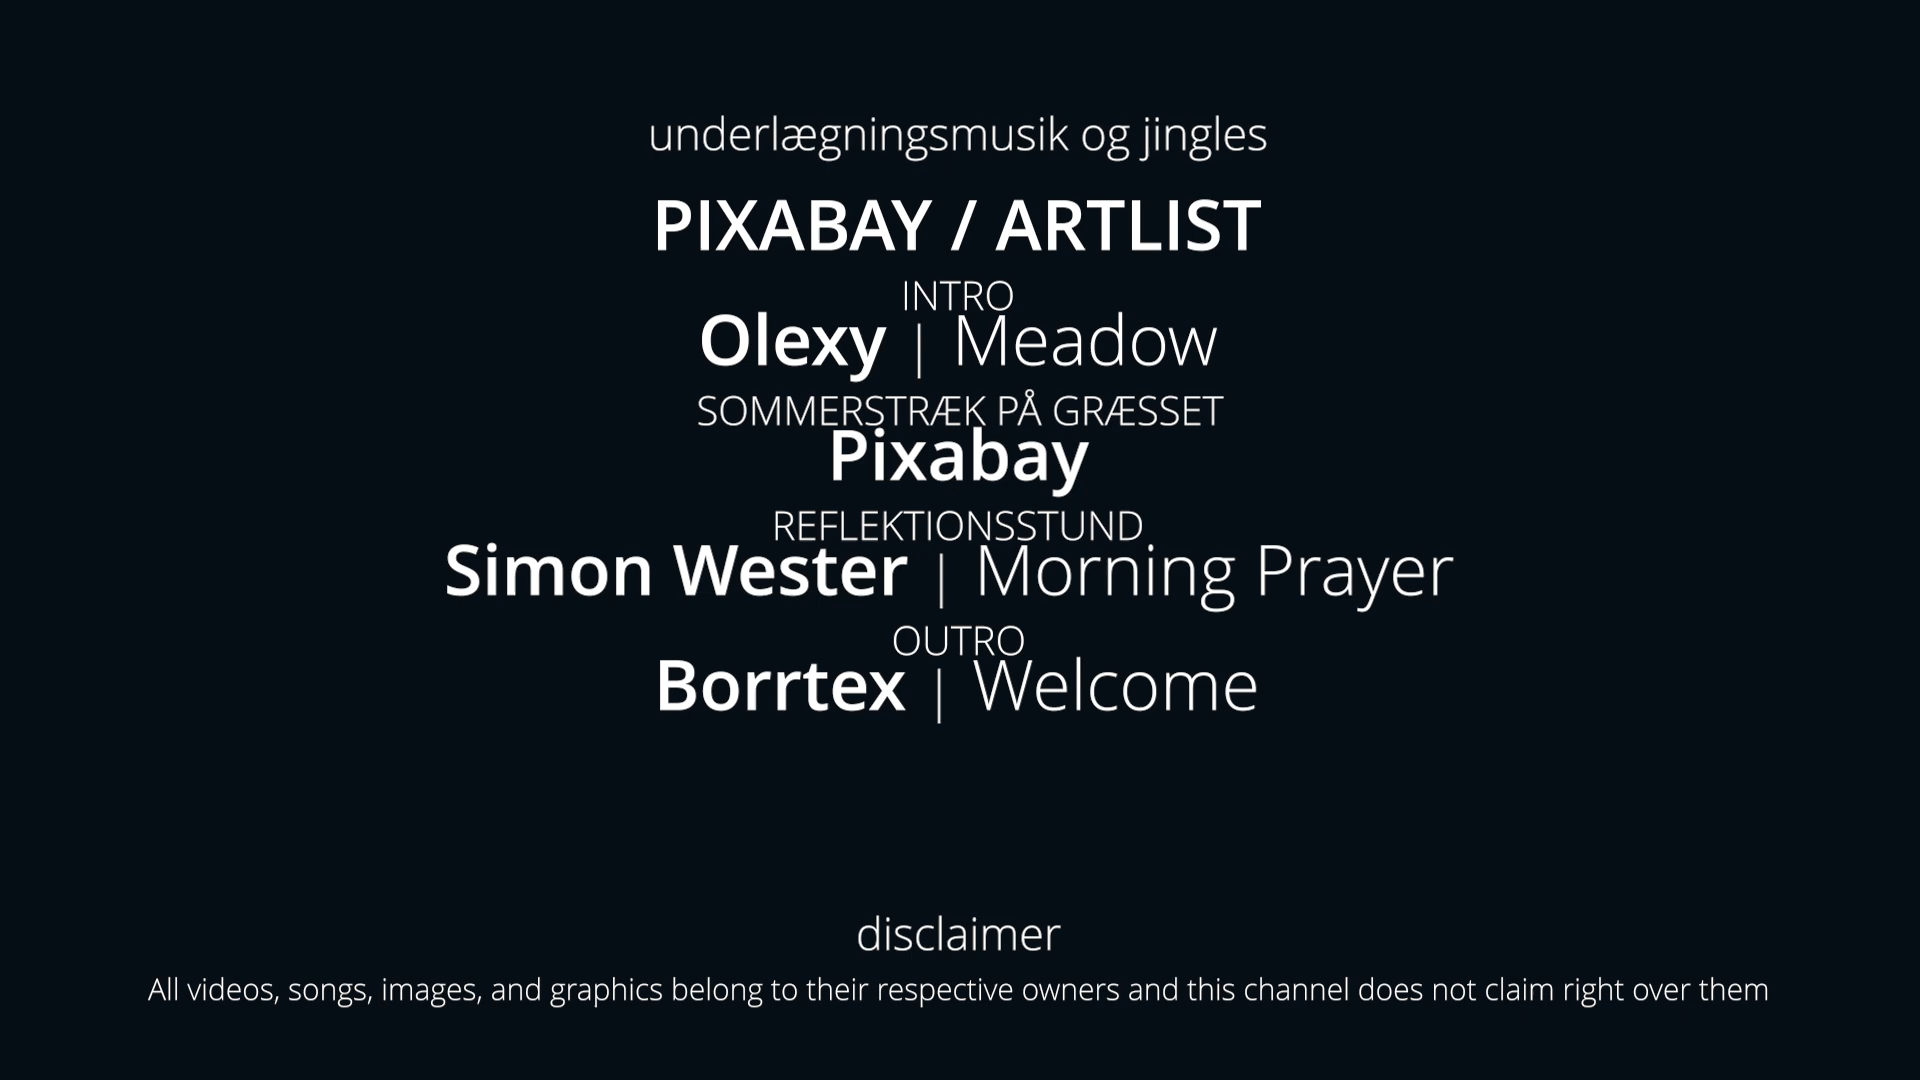 underlægningsmusik og jingles
PIXABAY / ARTLIST
INTRO
Olexy | Meadow
SOMMERSTRÆK PÅ GRÆSSET
Pixabay
REFLEKTIONSSTUND
Simon Wester | Morning Prayer
OUTRO
Borrtex | Welcome
disclaimer
All videos, songs, images, and graphics belong to their respective owners and this channel does not claim right over them